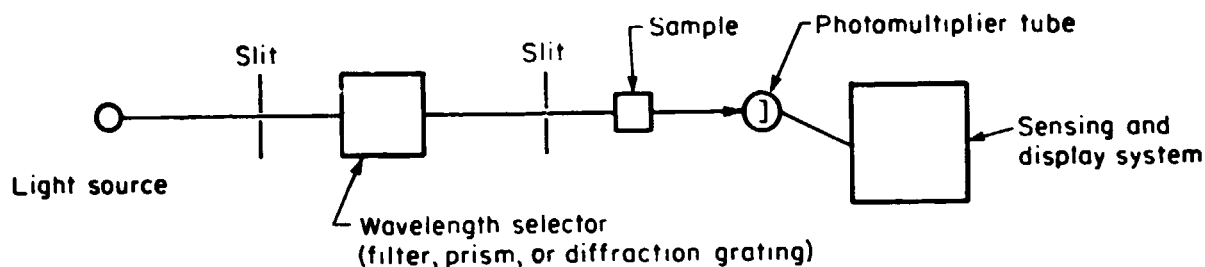 Sample
Photomultiplier tube
Slit
Slit
]
Sensing and
display system
Light source
Wavelength selector
(filter, prism, or diffraction grating)